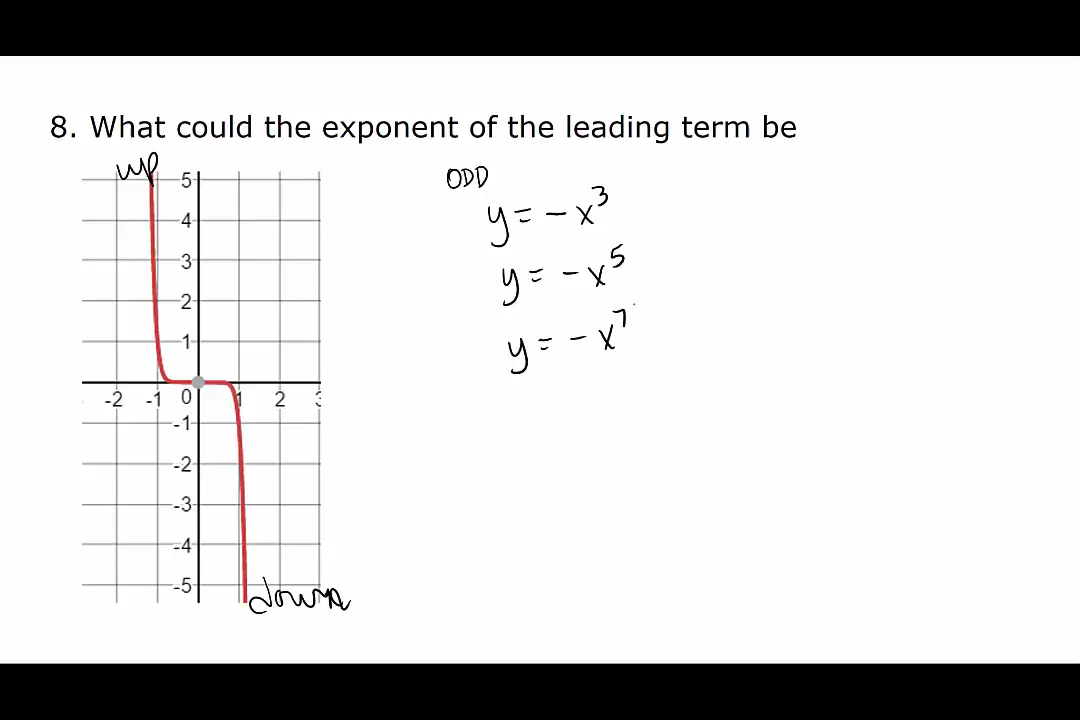 8. What could the exponent of the leading term be
up
ODD
y = -x³
y = -x⁵
y = -x⁷
5
4
3
2
1
-2 -1 0 1 2 3
-1
-2
-3
-4
-5
down